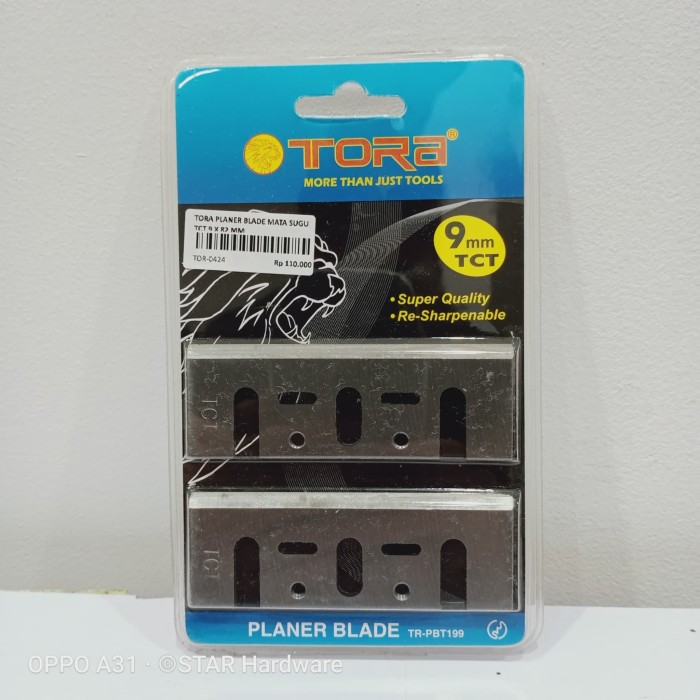 TORA®
MORE THAN JUST TOOLS
TORA PLANER BLADE MATA SUGU
TCT 9 X 82 MM
TOR-0424
Rp 110.000
9mm
TCT
•Super Quality
•Re-Sharpenable
TCT
TCT
PLANER BLADE TR-PBT199
OPPO A31 · ©STAR Hardware